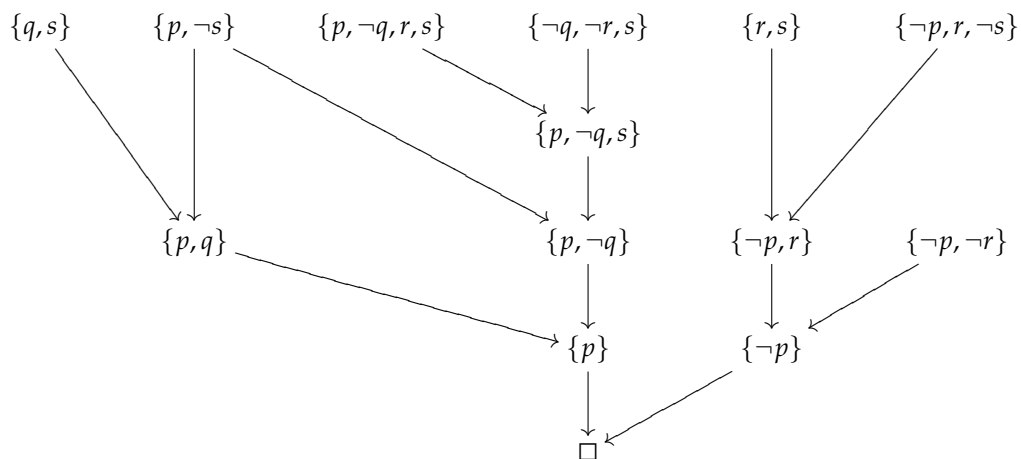 {q, s} {p, ¬s} {p, ¬q, r, s} {¬q, ¬r, s} {r, s} {¬p, r, ¬s}
{p, ¬q, s}
{p, q} {p, ¬q} {¬p, r} {¬p, ¬r}
{p} {¬p}
□